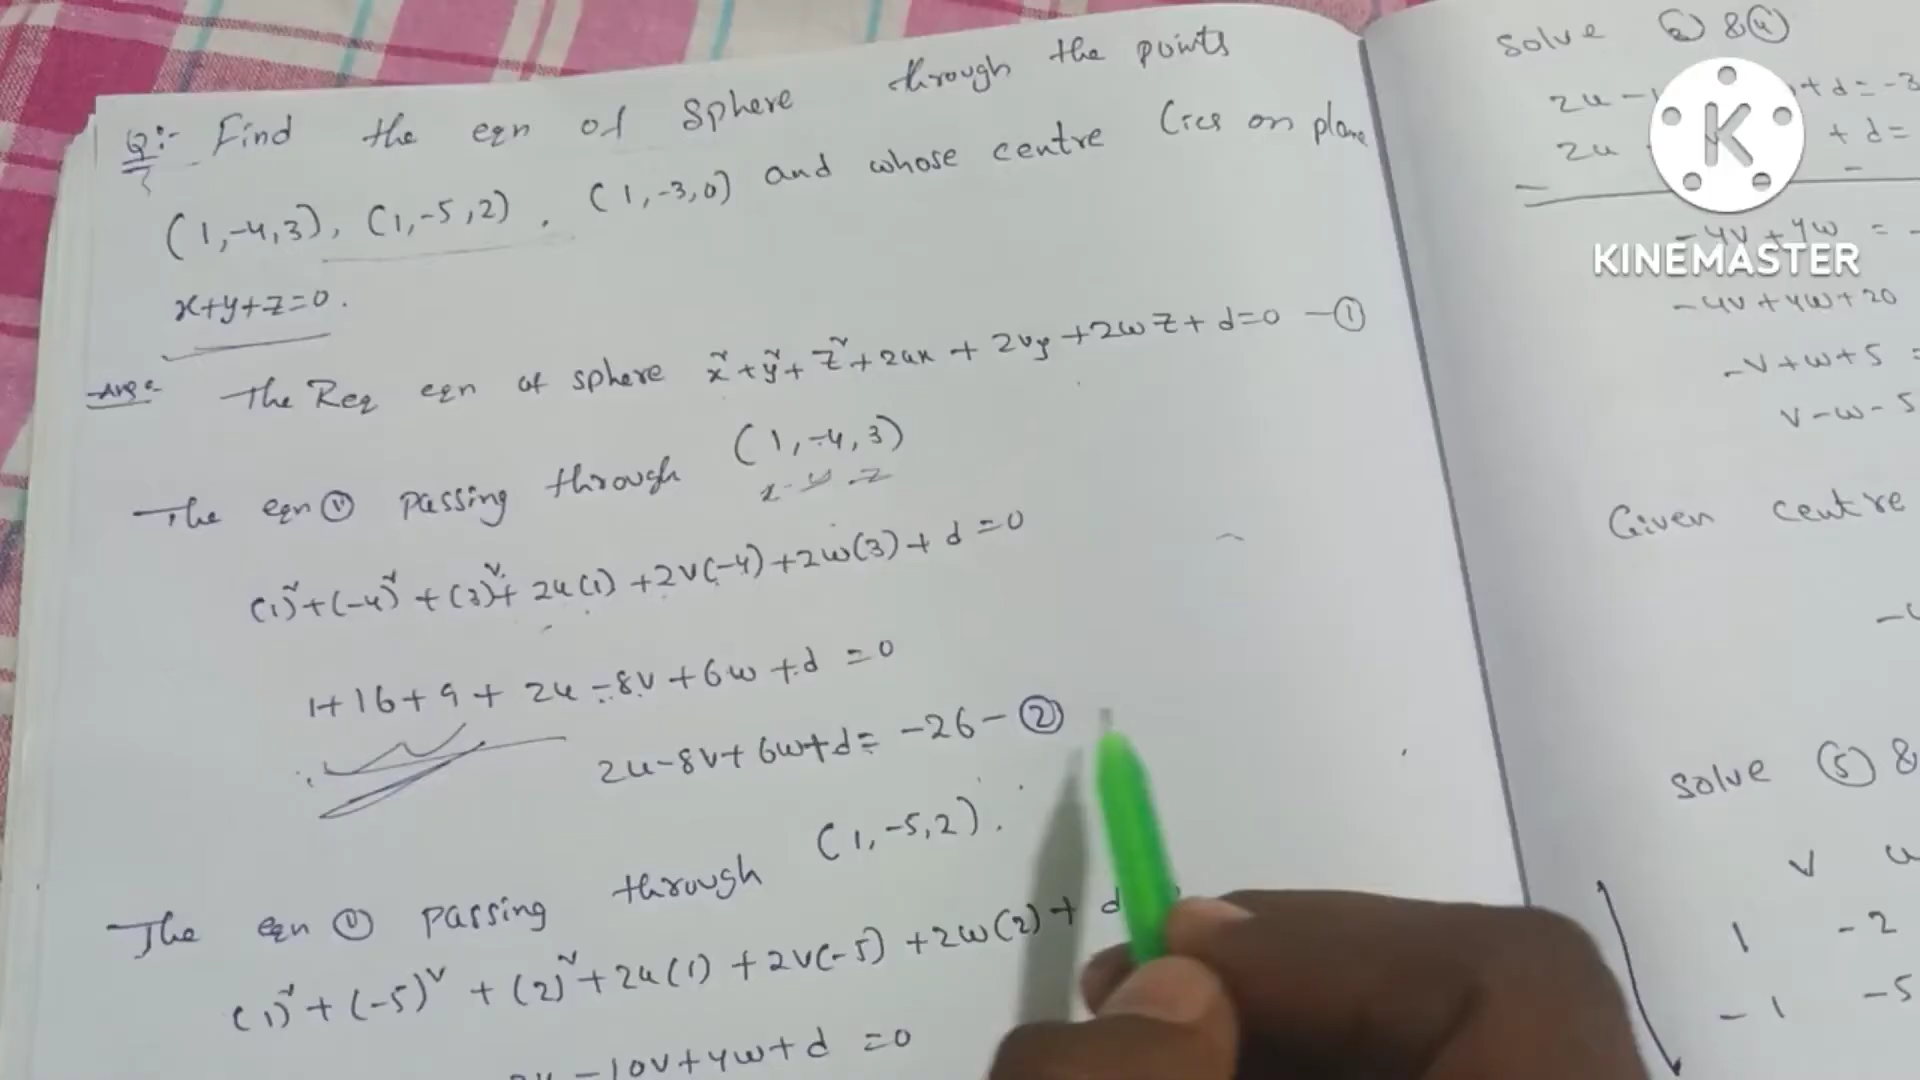 Q:- Find the eqn of sphere through the points
(1,-4,3), (1,-5,2), (1,-3,0) and whose centre lies on plane
x+y+z=0.
Ans:- The Req eqn of sphere x²+y²+z²+2ux+2vy+2wz+d=0 —①
The eqn ① passing through (1,-4,3)
x y z
(1)²+(-4)²+(3)²+2u(1)+2v(-4)+2w(3)+d=0
1+16+9+2u-8v+6w+d=0
2u-8v+6w+d=-26-②
The eqn ① passing through (1,-5,2).
(1)²+(-5)²+(2)²+2u(1)+2v(-5)+2w(2)+d
-10v+4w+d=0
Solve &④
2u- +d=-3
2u +d=
-4v+4w = -
KINEMASTER
-4v+4w+20
-v+w+5 =
v-w-5
Given centre
Solve ⑤ &
v
1 -2
-1 -5